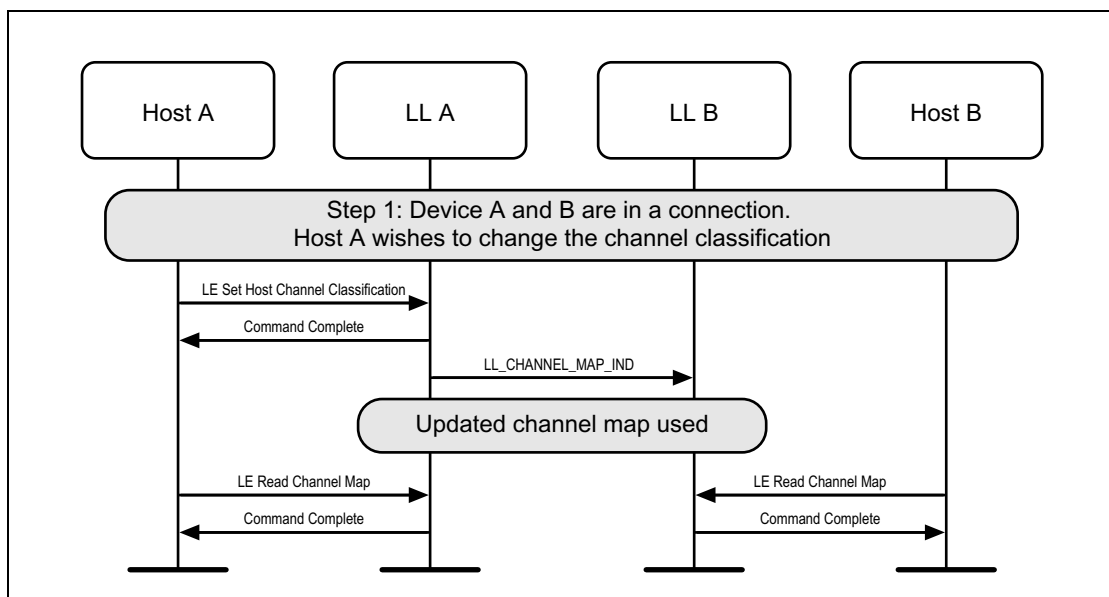 Host A
LL A
LL B
Host B
Step 1: Device A and B are in a connection.
Host A wishes to change the channel classification
LE Set Host Channel Classification
Command Complete
LL_CHANNEL_MAP_IND
Updated channel map used
LE Read Channel Map
LE Read Channel Map
Command Complete
Command Complete